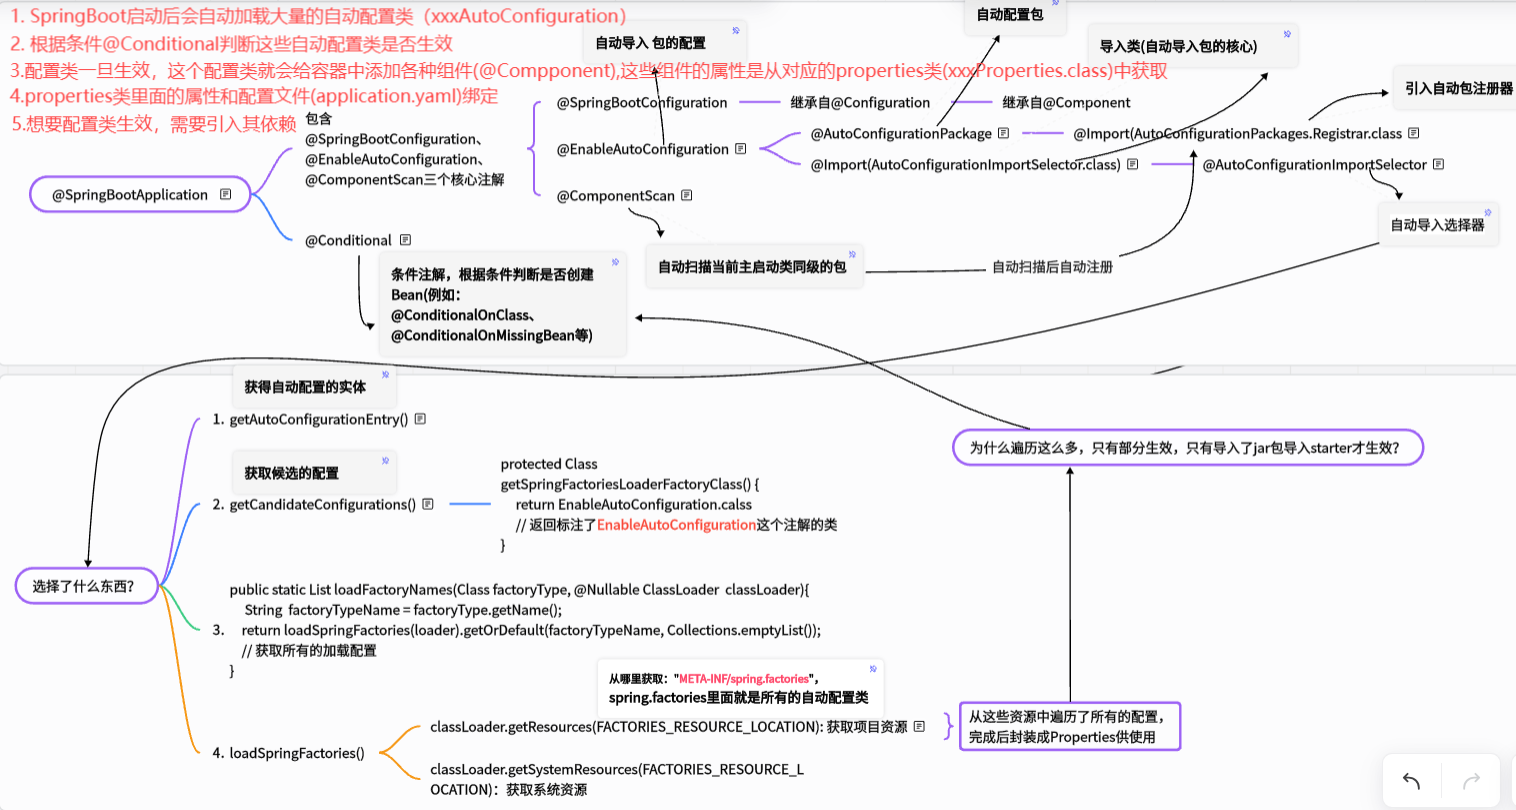 1. SpringBoot启动后会自动加载大量的自动配置类（xxxAutoConfiguration）
2. 根据条件@Conditional判断这些自动配置类是否生效
3.配置类一旦生效，这个配置类就会给容器中添加各种组件(@Compponent),这些组件的属性是从对应的properties类(xxxProperties.class)中获取
4.properties类里面的属性和配置文件(application.yaml)绑定
5.想要配置类生效，需要引入其依赖
自动导入 包的配置
自动配置包
导入类(自动导入包的核心)
引入自动包注册器
@SpringBootApplication
包含
@SpringBootConfiguration、
@EnableAutoConfiguration、
@ComponentScan三个核心注解
@SpringBootConfiguration
继承自@Configuration
继承自@Component
@EnableAutoConfiguration
@AutoConfigurationPackage
@Import(AutoConfigurationPackages.Registrar.class
@Import(AutoConfigurationImportSelector.class)
@AutoConfigurationImportSelector
@ComponentScan
自动导入选择器
自动扫描当前主启动类同级的包
自动扫描后自动注册
@Conditional
条件注解，根据条件判断是否创建
Bean(例如：
@ConditionalOnClass、
@ConditionalOnMissingBean等)
获得自动配置的实体
1. getAutoConfigurationEntry()
获取候选的配置
2. getCandidateConfigurations()
protected Class
getSpringFactoriesLoaderFactoryClass() {
return EnableAutoConfiguration.calss
// 返回标注了EnableAutoConfiguration这个注解的类
}
为什么遍历这么多，只有部分生效，只有导入了jar包导入starter才生效？
选择了什么东西？
public static List loadFactoryNames(Class factoryType, @Nullable ClassLoader classLoader){
String factoryTypeName = factoryType.getName();
3. return loadSpringFactories(loader).getOrDefault(factoryTypeName, Collections.emptyList());
// 获取所有的加载配置
}
从哪里获取："META-INF/spring.factories"，
spring.factories里面就是所有的自动配置类
4. loadSpringFactories()
classLoader.getResources(FACTORIES_RESOURCE_LOCATION): 获取项目资源
classLoader.getSystemResources(FACTORIES_RESOURCE_L
OCATION)：获取系统资源
从这些资源中遍历了所有的配置，
完成后封装成Properties供使用